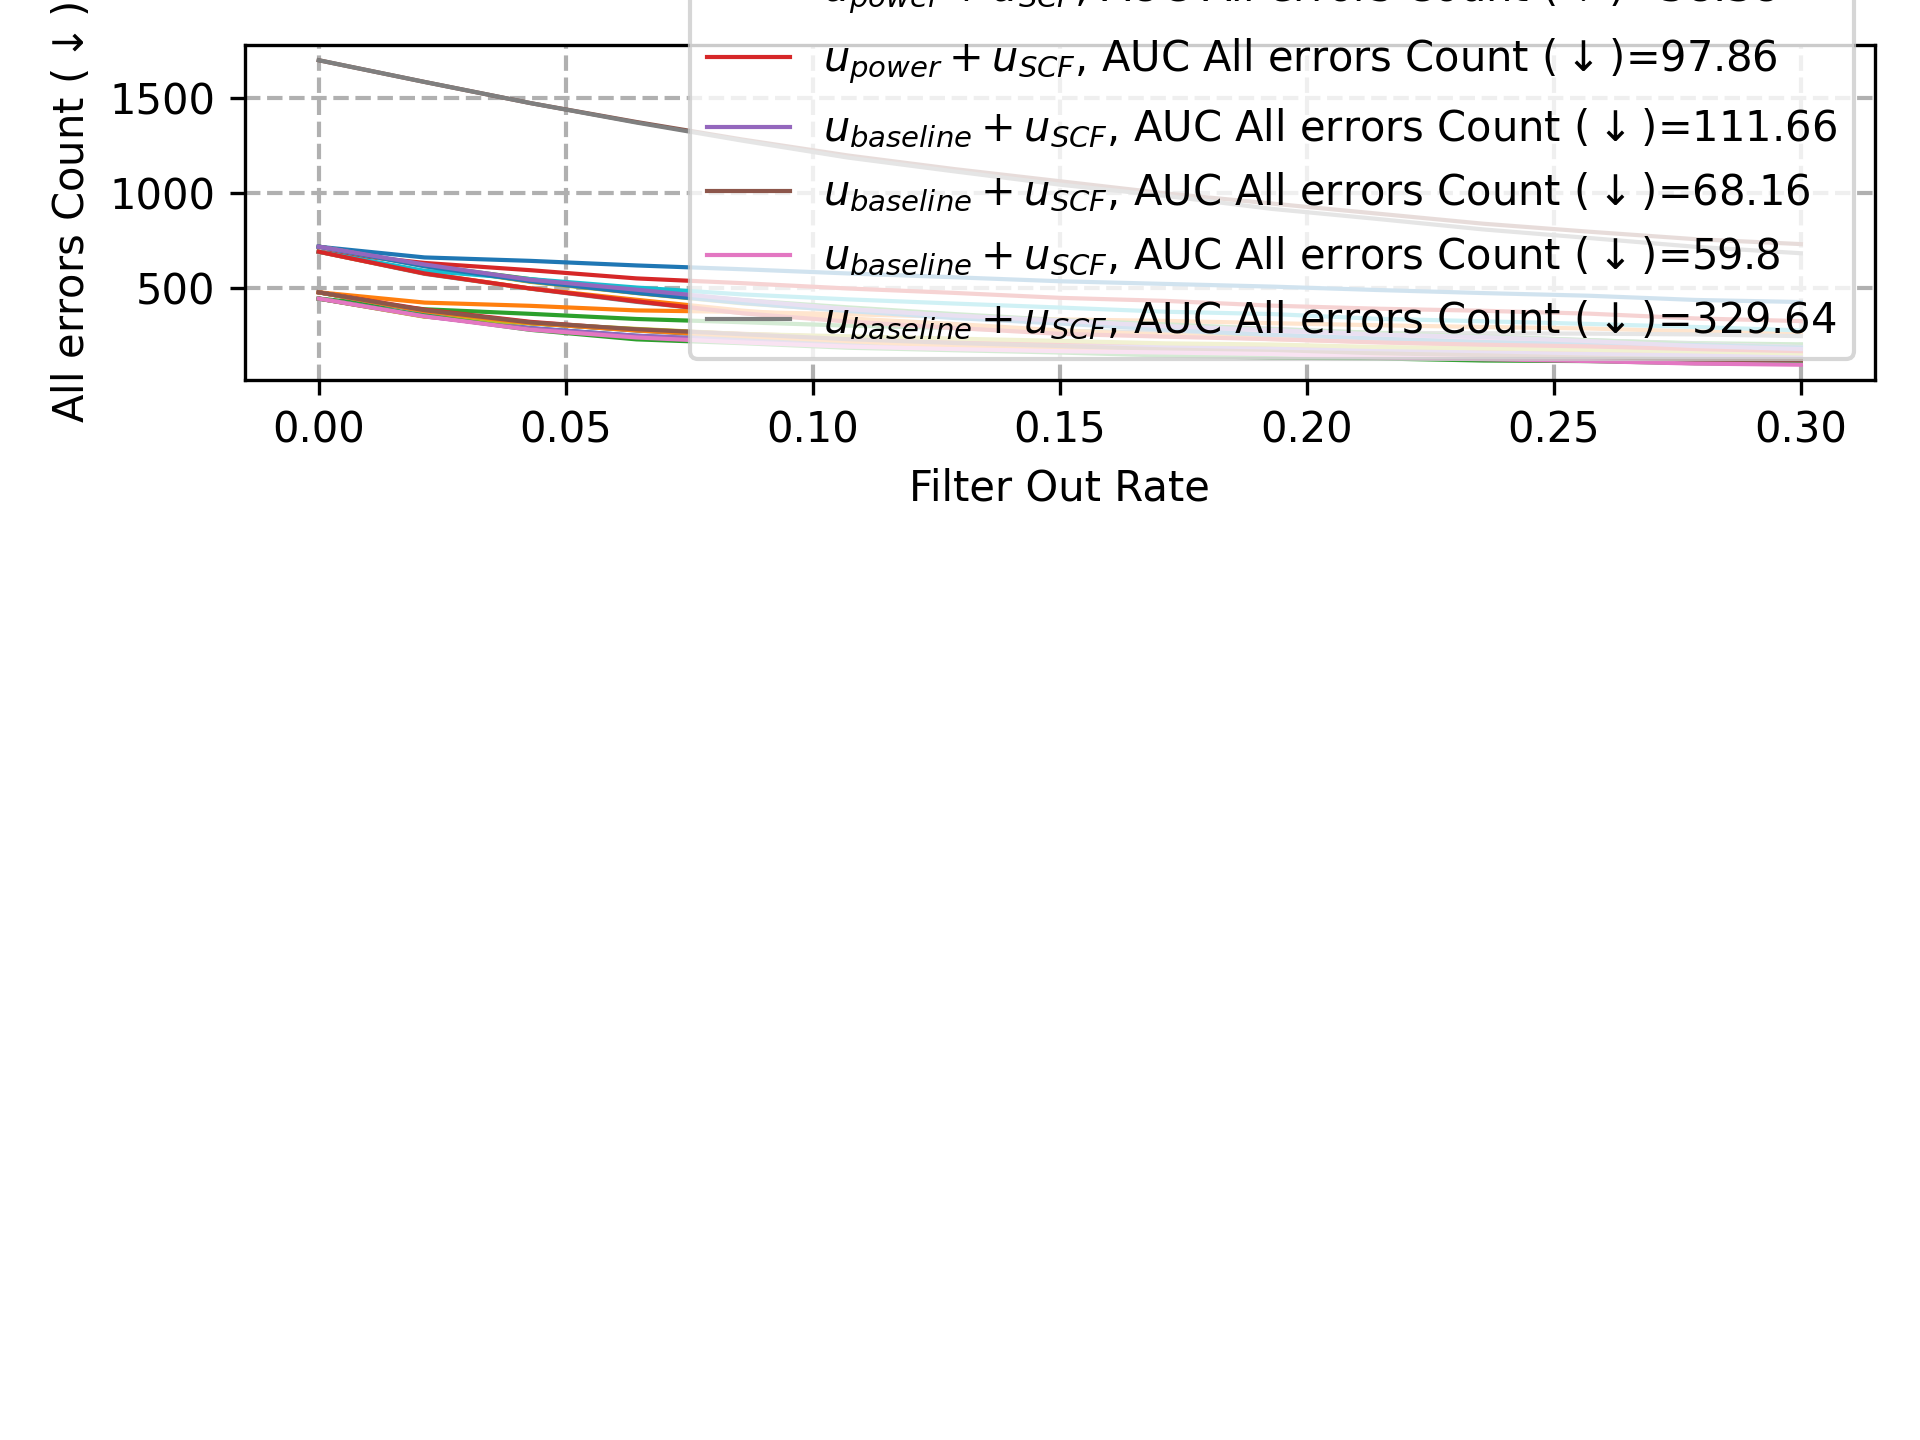 u_power + u_SCF, AUC All errors Count (↓)=97.86
u_baseline + u_SCF, AUC All errors Count (↓)=111.66
u_baseline + u_SCF, AUC All errors Count (↓)=68.16
u_baseline + u_SCF, AUC All errors Count (↓)=59.8
u_baseline + u_SCF, AUC All errors Count (↓)=329.64
All errors Count (↓)
1500
1000
500
0.00 0.05 0.10 0.15 0.20 0.25 0.30
Filter Out Rate